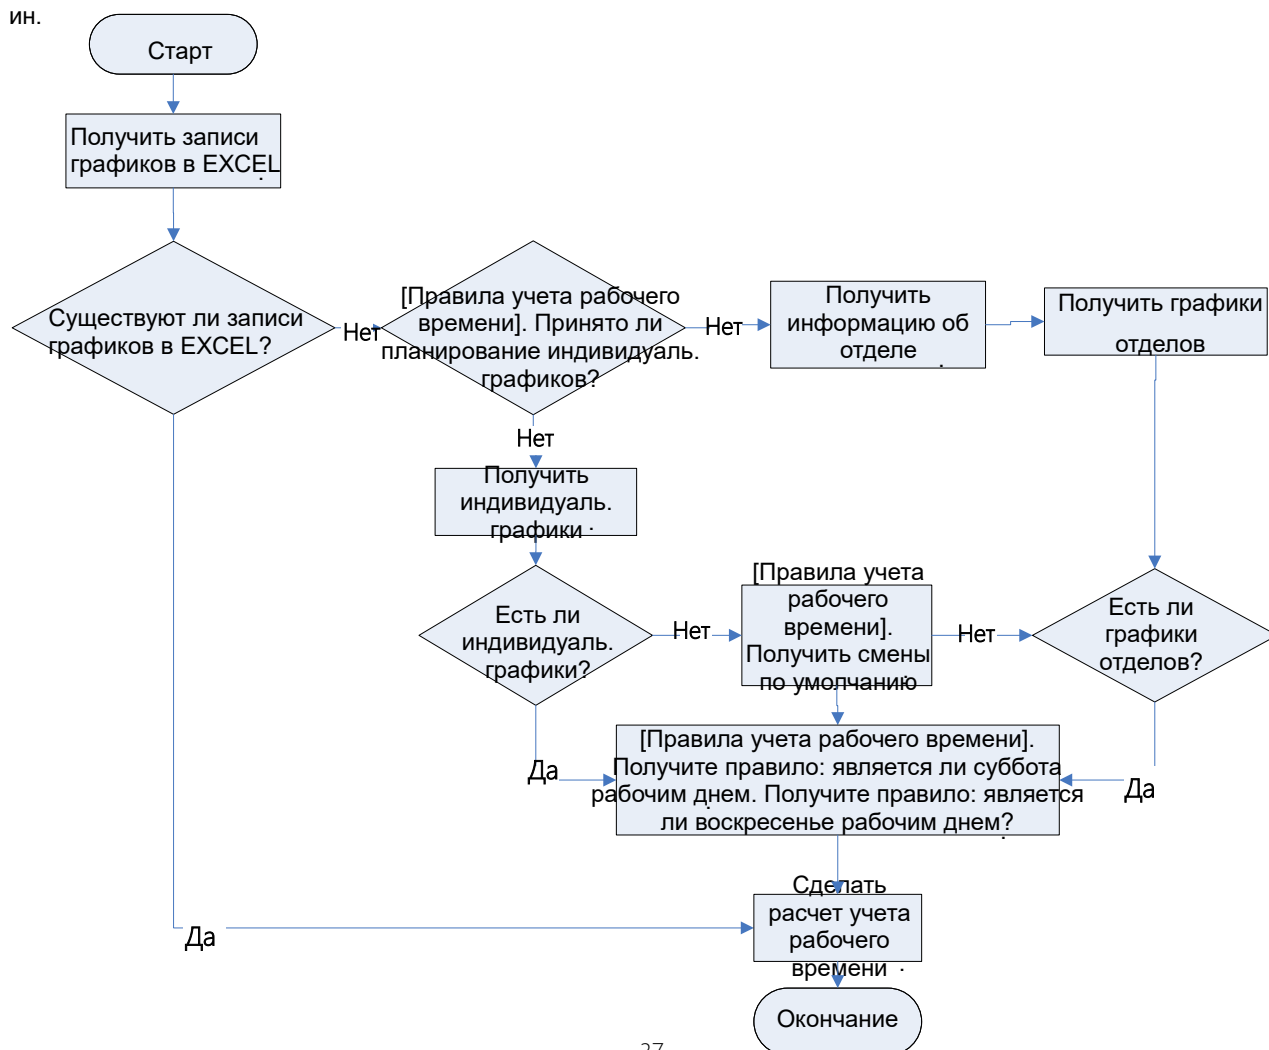 ин.
Старт
Получить записи
графиков в EXCEL
.
Существуют ли записи
графиков в EXCEL?
Нет
[Правила учета рабочего
времени]. Принято ли
планирование индивидуаль.
графиков?
Нет
Получить
информацию об
отделе
.
Получить графики
отделов
Нет
Получить
индивидуаль.
графики .
Есть ли
индивидуаль.
графики?
Нет
[Правила учета
рабочего
времени].
Получить смены
по умолчанию
.
Нет
Есть ли
графики
отделов?
Да
[Правила учета рабочего времени].
Получите правило: является ли суббота
рабочим днем. Получите правило: является
ли воскресенье рабочим днем?
.
Да
Сделать
расчет учета
рабочего
времени .
Да
Окончание